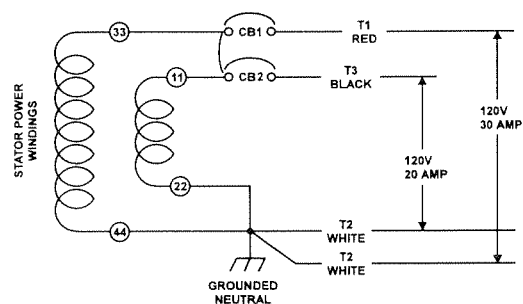 33
CB1
T1
RED
11
CB2
T3
BLACK
STATOR POWER
WINDINGS
120V
30 AMP
120V
20 AMP
22
44
T2
WHITE
T2
WHITE
GROUNDED
NEUTRAL